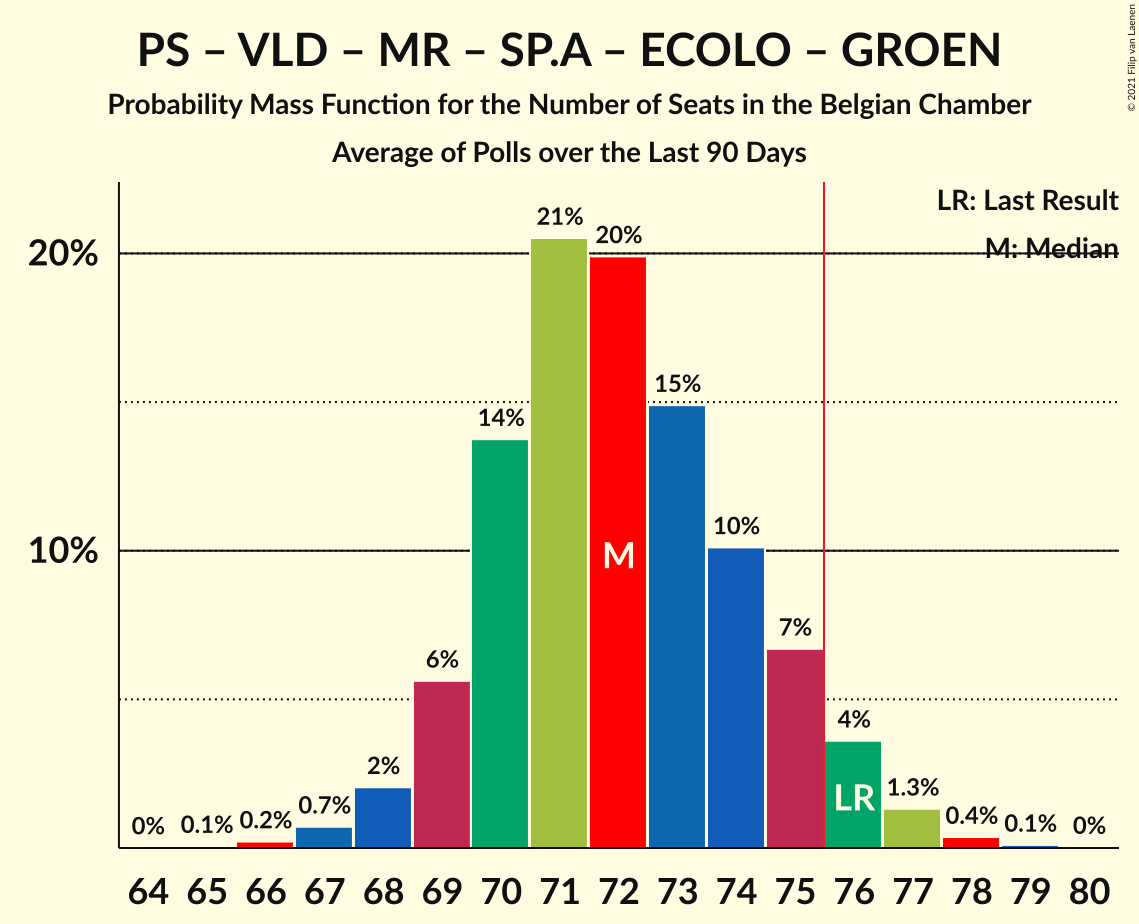 PS – VLD – MR – SP.A – ECOLO – GROEN
Probability Mass Function for the Number of Seats in the Belgian Chamber
Average of Polls over the Last 90 Days
© 2021 Filip van Laenen
LR: Last Result
M: Median
20%
10%
0% 0.1% 0.2% 0.7% 2% 6% 14% 21% 20% 15% 10% 7% 4% 1.3% 0.4% 0.1% 0%
M
LR
64 65 66 67 68 69 70 71 72 73 74 75 76 77 78 79 80